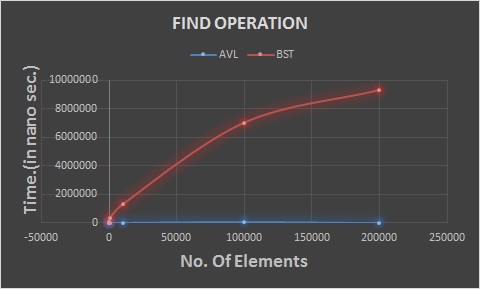 FIND OPERATION
AVL BST
Time.(in nano sec.)
10000000
8000000
6000000
4000000
2000000
0
-50000 0 50000 100000 150000 200000 250000
No. Of Elements